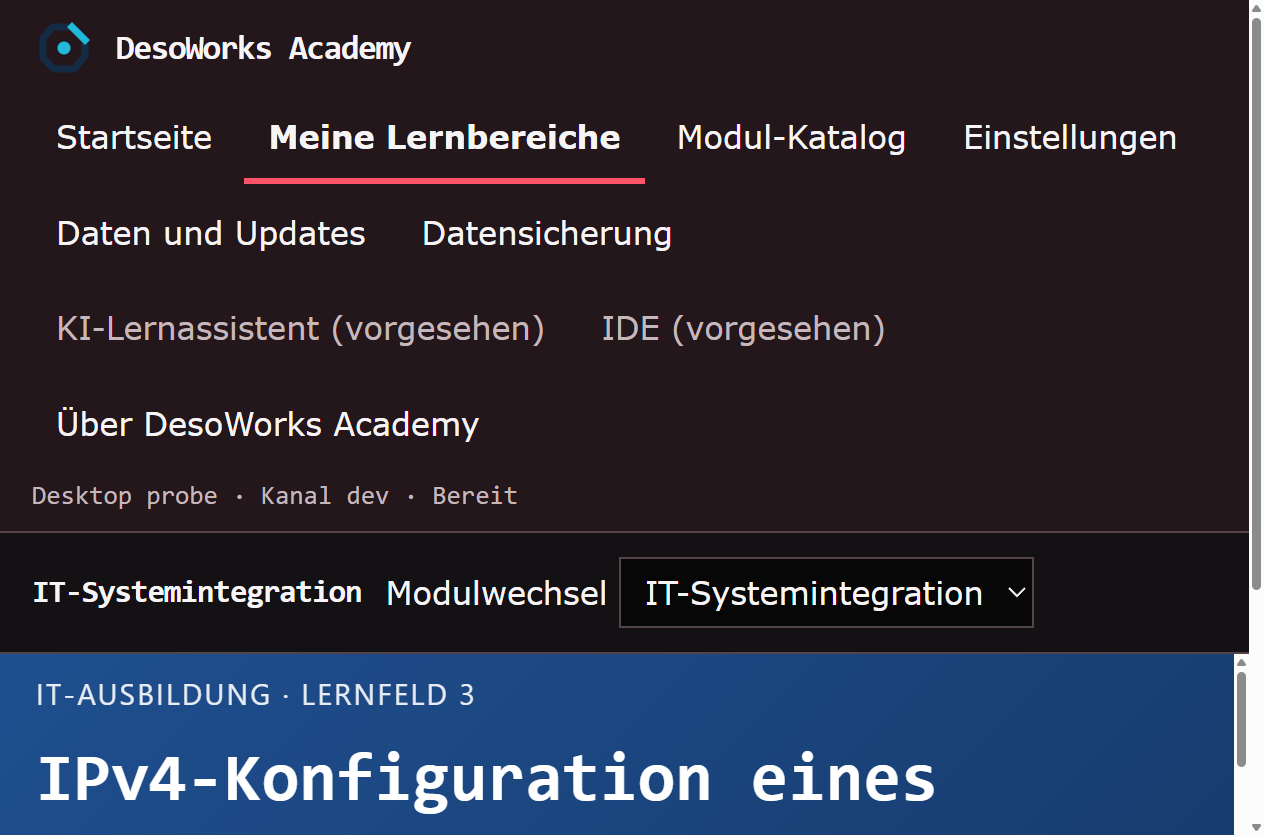 DesoWorks Academy
Startseite Meine Lernbereiche Modul-Katalog Einstellungen
Daten und Updates Datensicherung
KI-Lernassistent (vorgesehen) IDE (vorgesehen)
Über DesoWorks Academy
Desktop probe · Kanal dev · Bereit
IT-Systemintegration Modulwechsel IT-Systemintegration
IT-AUSBILDUNG · LERNFELD 3
IPv4-Konfiguration eines